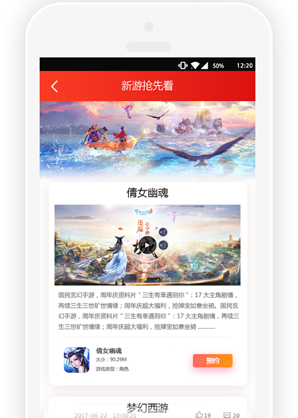 50% 12:20
新游抢先看
倩女幽魂
国民玄幻手游，周年庆资料片“三生有幸遇到你”：17大主角剧情，
再续三生三世旷世情缘；周年庆超大福利，抢掉宝如意坐骑。国民玄
幻手游，周年庆资料片“三生有幸遇到你”：17大主角剧情，再续三
生三世旷世情缘；周年庆超大福利，抢掉宝如意坐骑 ............
倩女幽魂
大小：90.29M
游戏类型：角色
预约
梦幻西游
2017-06-22 13:08:21 19 20